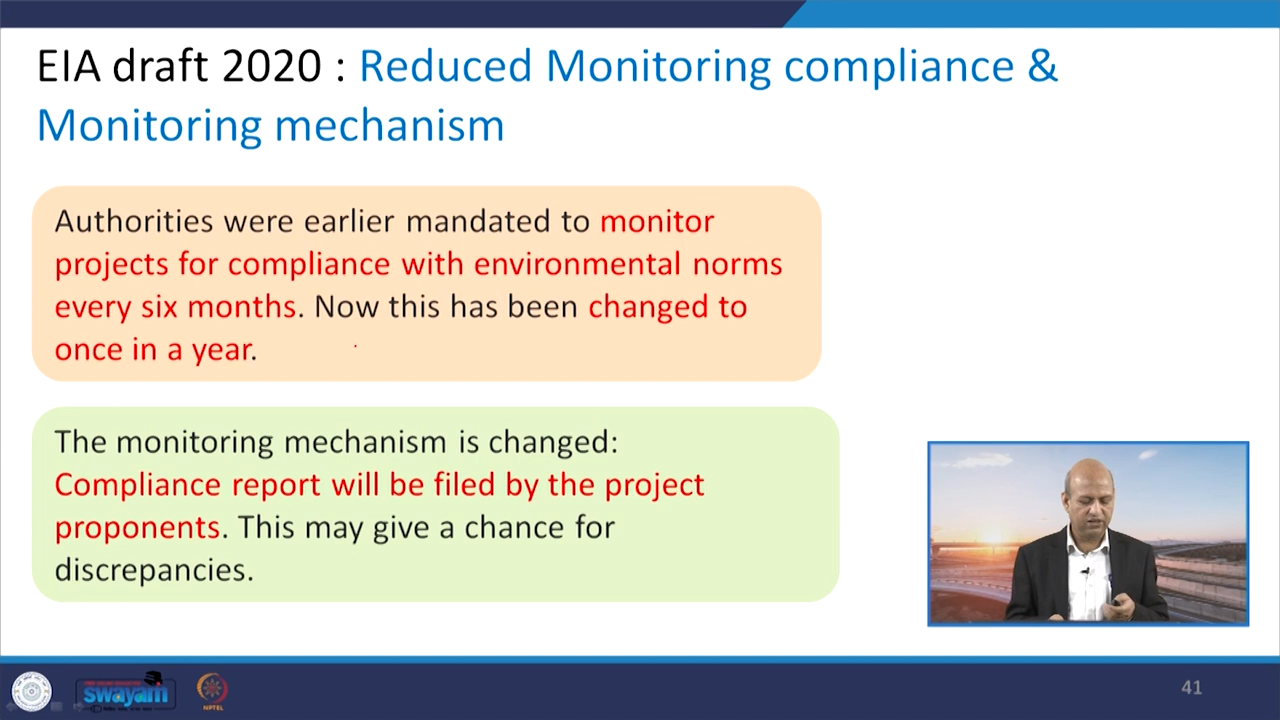 EIA draft 2020 : Reduced Monitoring compliance &
Monitoring mechanism
Authorities were earlier mandated to monitor
projects for compliance with environmental norms
every six months. Now this has been changed to
once in a year.
The monitoring mechanism is changed:
Compliance report will be filed by the project
proponents. This may give a chance for
discrepancies.
swayam
NPTEL
41